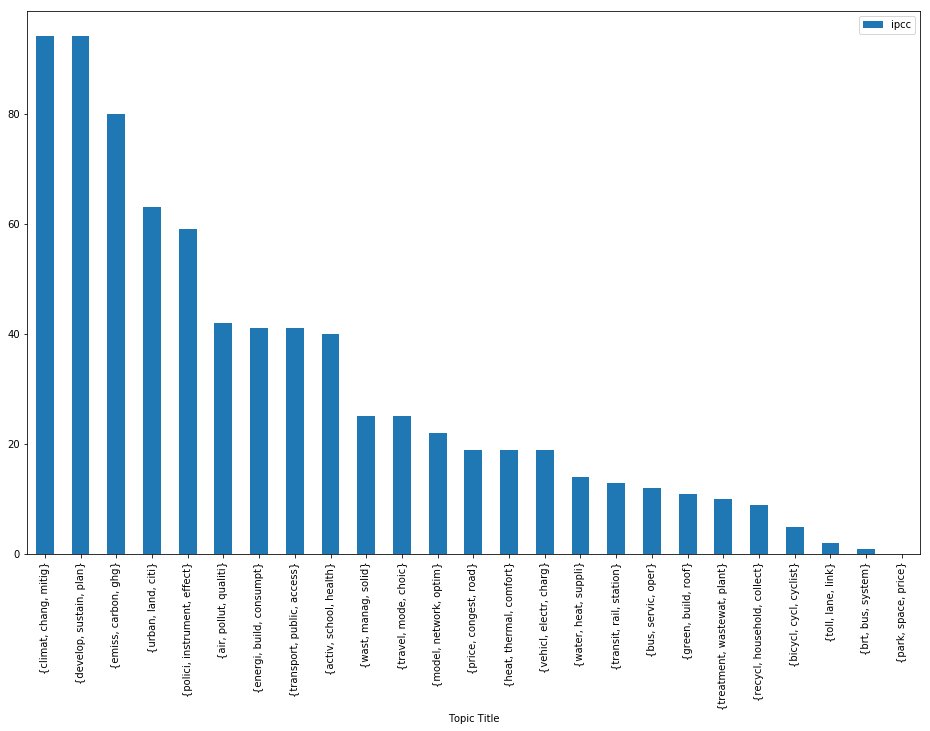 ipcc
80
60
40
20
0
{climat, chang, mitig}
{develop, sustain, plan}
{emiss, carbon, ghg}
{urban, land, citi}
{polici, instrument, effect}
{air, pollut, qualiti}
{energi, build, consumpt}
{transport, public, access}
{activ, school, health}
{wast, manag, solid}
{travel, mode, choic}
{model, network, optim}
{price, congest, road}
{heat, thermal, comfort}
{vehicl, electr, charg}
{water, heat, suppli}
{transit, rail, station}
{bus, servic, oper}
{green, build, roof}
{treatment, wastewat, plant}
{recycl, household, collect}
{bicycl, cycl, cyclist}
{toll, lane, link}
{brt, bus, system}
{park, space, price}
Topic Title